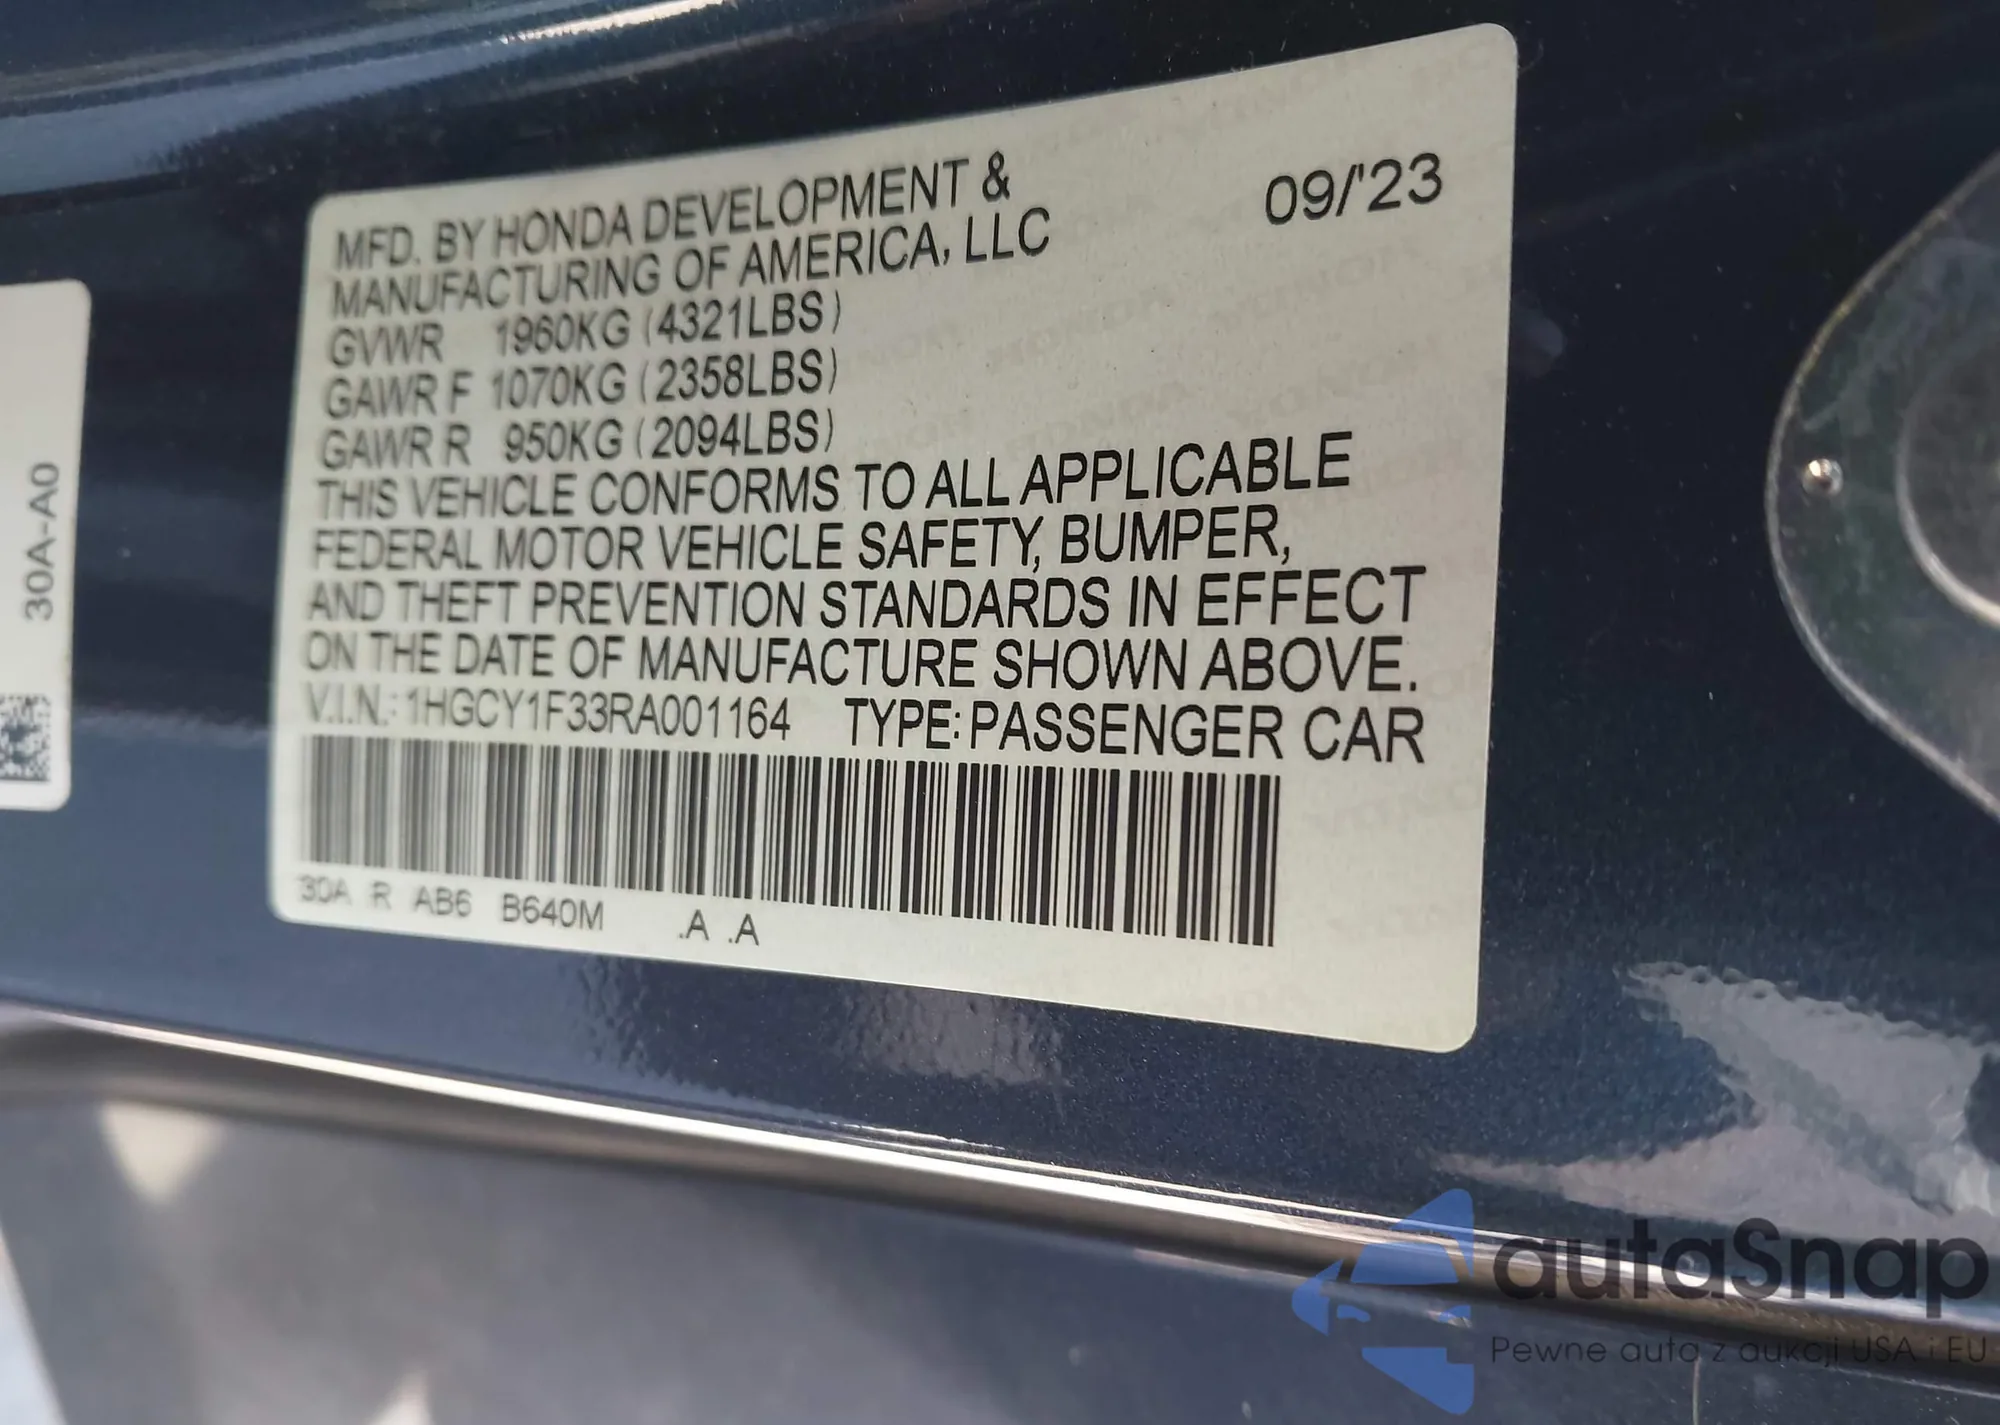 MFD. BY HONDA DEVELOPMENT &
MANUFACTURING OF AMERICA, LLC
09/'23
GVWR 1960KG (4321LBS)
GAWR F 1070KG (2358LBS)
GAWR R 950KG (2094LBS)
THIS VEHICLE CONFORMS TO ALL APPLICABLE
FEDERAL MOTOR VEHICLE SAFETY, BUMPER,
AND THEFT PREVENTION STANDARDS IN EFFECT
ON THE DATE OF MANUFACTURE SHOWN ABOVE.
V.I.N.: 1HGCY1F33RA001164 TYPE: PASSENGER CAR
30A R AB6 B640M .A .A
30A-A0
autaSnap
Pewne auta z aukcji USA i EU